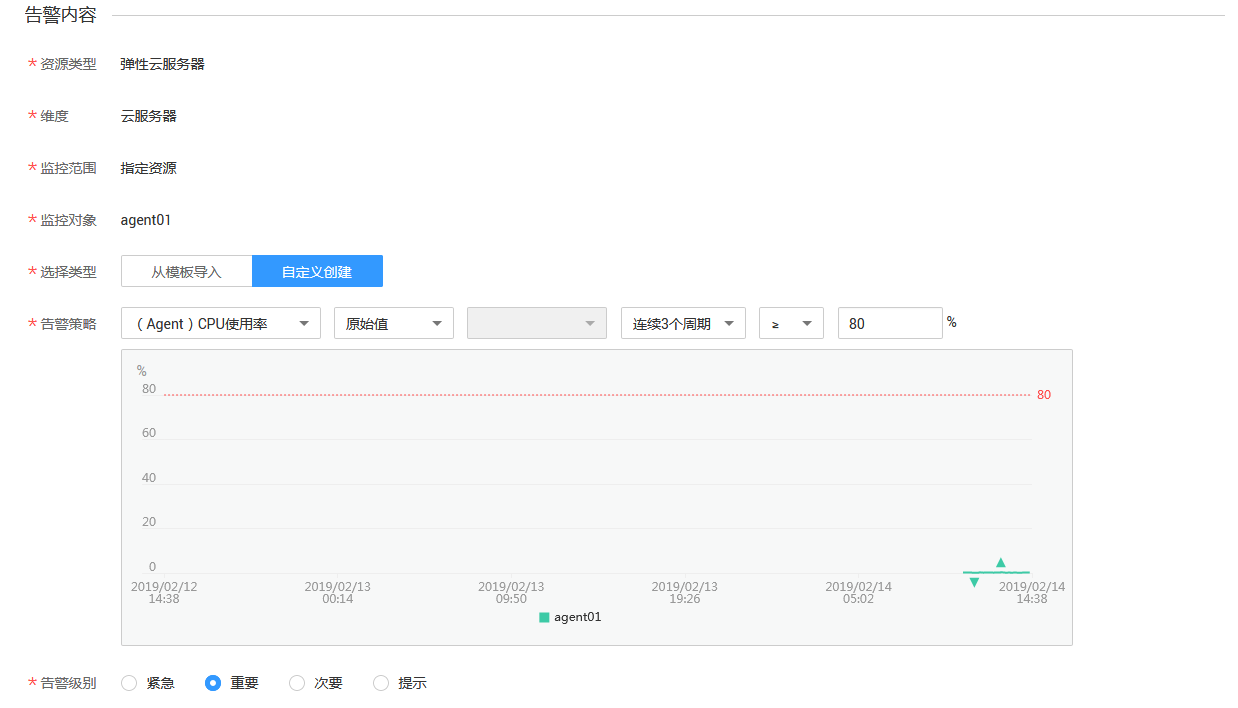 告警内容
* 资源类型 弹性云服务器
* 维度 云服务器
* 监控范围 指定资源
* 监控对象 agent01
* 选择类型 从模板导入 自定义创建
* 告警策略 （Agent）CPU使用率 原始值 连续3个周期 ≥ 80 %
%
80 80
60
40
20
0
2019/02/12 2019/02/13 2019/02/13 2019/02/13 2019/02/14 2019/02/14
14:38 00:14 09:50 19:26 05:02 14:38
agent01
* 告警级别 紧急 重要 次要 提示